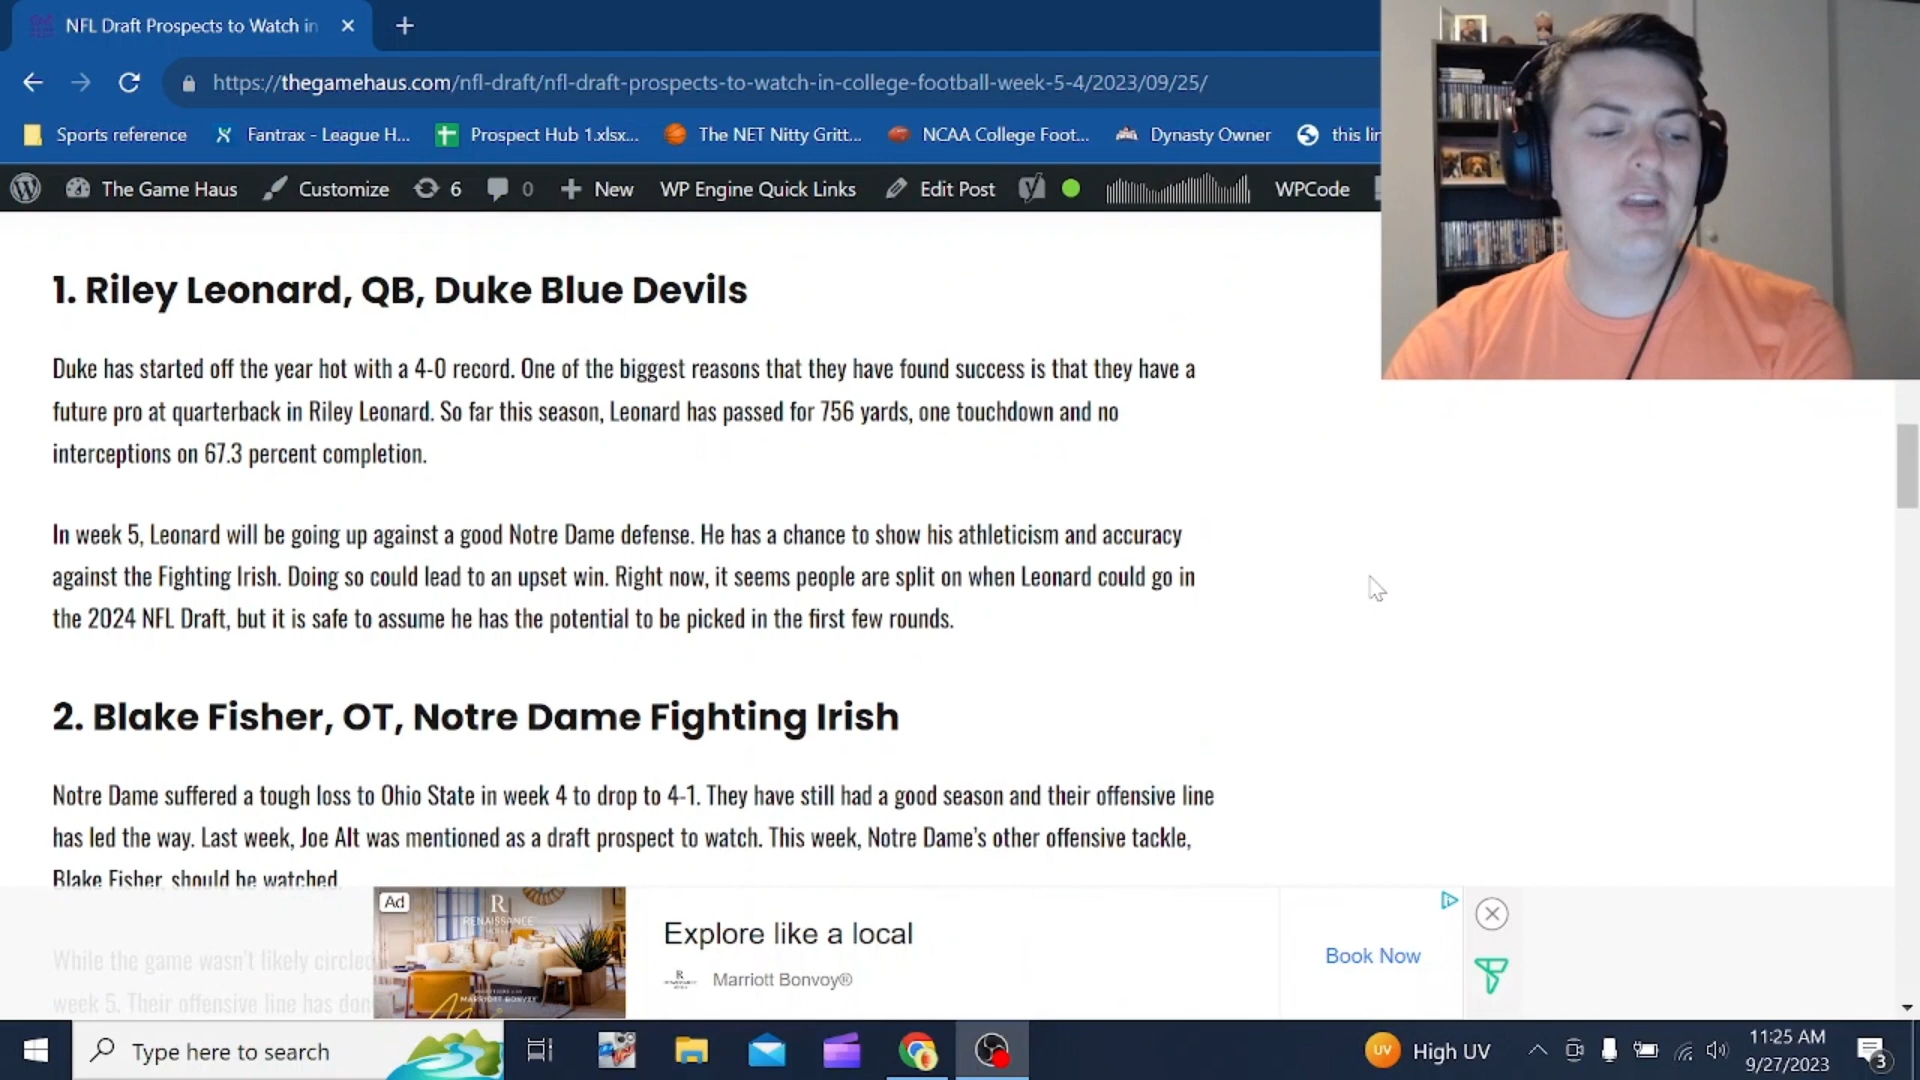 NFL Draft Prospects to Watch in
https://thegamehaus.com/nfl-draft/nfl-draft-prospects-to-watch-in-college-football-week-5-4/2023/09/25/
Sports reference Fantrax - League H... Prospect Hub 1.xlsx... The NET Nitty Gritt... NCAA College Foot... Dynasty Owner this lin
The Game Haus Customize 6 0 New WP Engine Quick Links Edit Post WPCode
1. Riley Leonard, QB, Duke Blue Devils
Duke has started off the year hot with a 4-0 record. One of the biggest reasons that they have found success is that they have a
future pro at quarterback in Riley Leonard. So far this season, Leonard has passed for 756 yards, one touchdown and no
interceptions on 67.3 percent completion.
In week 5, Leonard will be going up against a good Notre Dame defense. He has a chance to show his athleticism and accuracy
against the Fighting Irish. Doing so could lead to an upset win. Right now, it seems people are split on when Leonard could go in
the 2024 NFL Draft, but it is safe to assume he has the potential to be picked in the first few rounds.
2. Blake Fisher, OT, Notre Dame Fighting Irish
Notre Dame suffered a tough loss to Ohio State in week 4 to drop to 4-1. They have still had a good season and their offensive line
has led the way. Last week, Joe Alt was mentioned as a draft prospect to watch. This week, Notre Dame's other offensive tackle,
Blake Fisher, should be watched.
While the game wasn't likely circled
week 5. Their offensive line has don
Ad
R
RENAISSANCE
MARRIOTT BONVOY
Explore like a local
Marriott Bonvoy®
Book Now
Type here to search
UV High UV
11:25 AM
9/27/2023
3